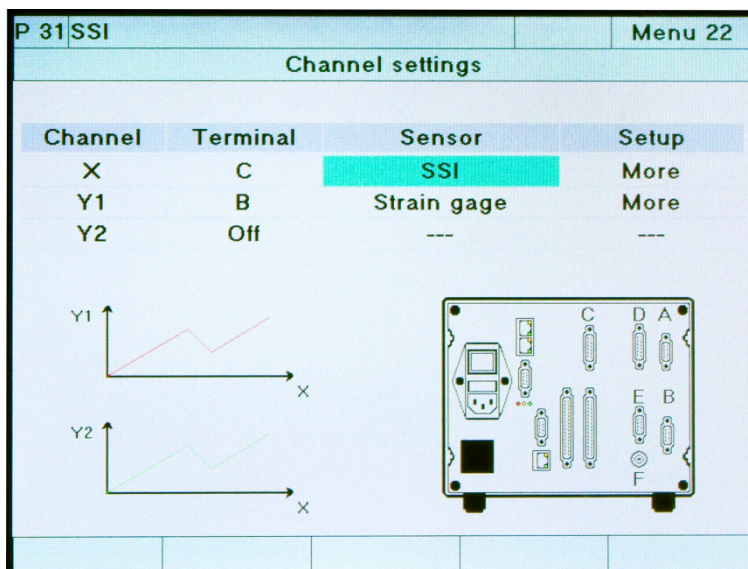 P 31 SSI Menu 22
Channel settings
Channel Terminal Sensor Setup
X C SSI More
Y1 B Strain gage More
Y2 Off --- ---
Y1
X
Y2
X
C D A
E B
F